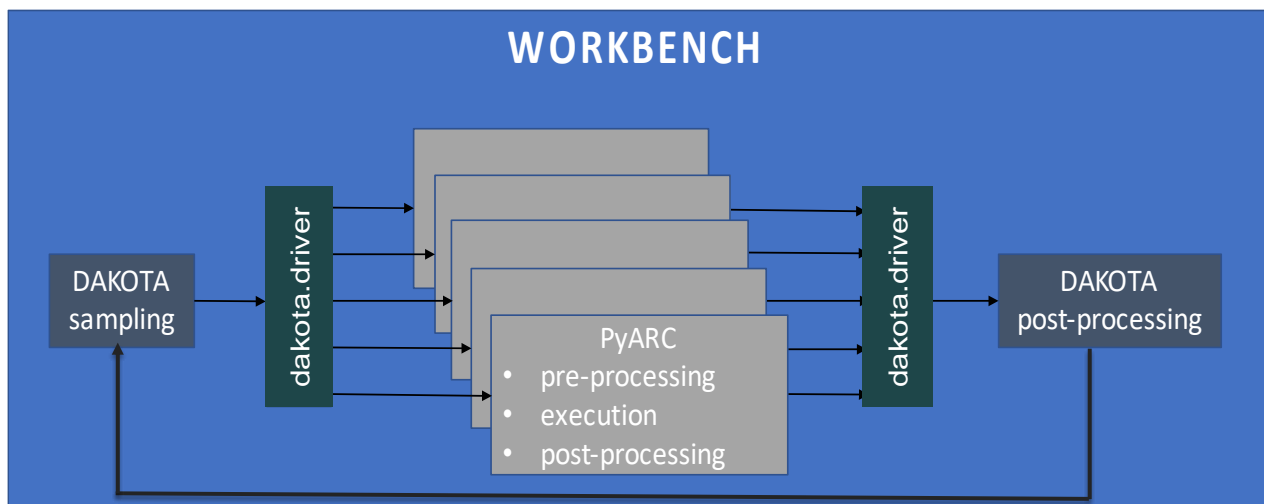 WORKBENCH
DAKOTA
sampling
dakota.driver
PyARC
• pre-processing
• execution
• post-processing
dakota.driver
DAKOTA
post-processing